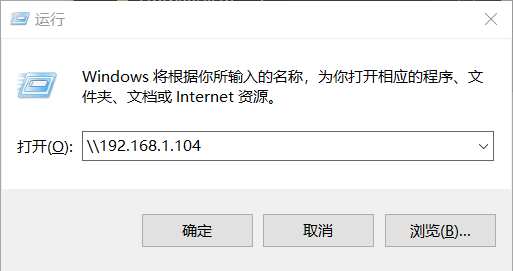 运行
Windows 将根据你所输入的名称，为你打开相应的程序、文
件夹、文档或 Internet 资源。
打开(O): \\192.168.1.104
确定 取消 浏览(B)...